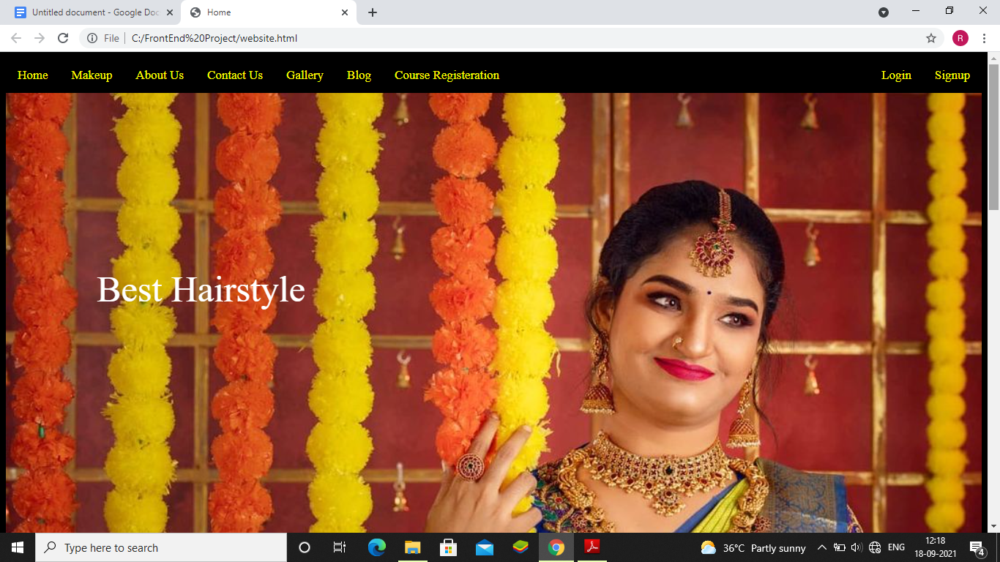 Untitled document - Google Doc
Home
File
C:/FrontEnd%20Project/website.html
R
Home Makeup About Us Contact Us Gallery Blog Course Registeration Login Signup
Best Hairstyle
Type here to search
36°C Partly sunny
ENG
12:18
18-09-2021
4